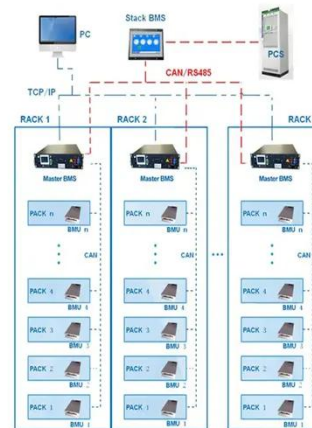 PC
Stack BMS
PCS
CAN/RS485
TCP/IP
RACK 1
RACK 2
RACK
Master BMS
Master BMS
Master BMS
PACK n
BMU n
PACK n
BMU n
PACK n
BMU n
CAN
CAN
CAN
PACK 4
BMU 4
PACK 4
BMU 4
PACK 4
BMU 4
PACK 3
BMU 3
PACK 3
BMU 3
PACK 3
BMU 3
PACK 2
BMU 2
PACK 2
BMU 2
PACK 2
BMU 2
PACK 1
BMU 1
PACK 1
BMU 1
PACK 1
BMU 1